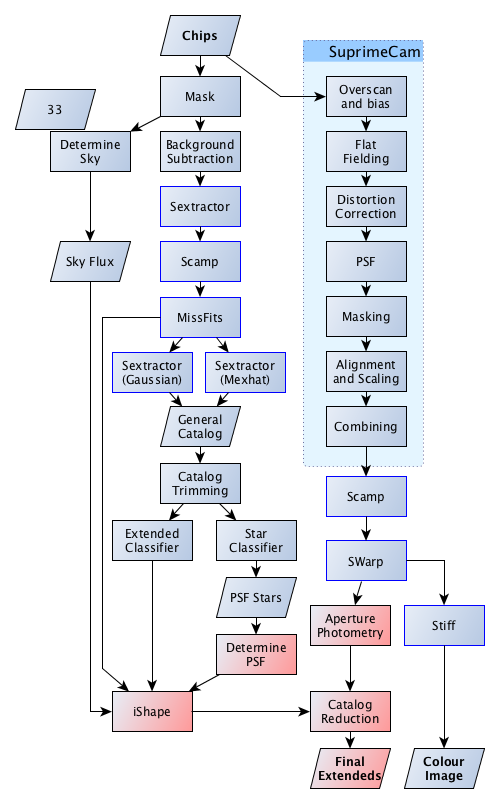 Chips
SuprimeCam
Mask
Overscan
and bias
33
Determine
Sky
Background
Subtraction
Flat
Fielding
Sextractor
Distortion
Correction
Sky Flux
Scamp
PSF
MissFits
Masking
Sextractor
(Gaussian)
Sextractor
(Mexhat)
Alignment
and Scaling
General
Catalog
Combining
Catalog
Trimming
Scamp
Extended
Classifier
Star
Classifier
SWarp
PSF Stars
Aperture
Photometry
Stiff
Determine
PSF
iShape
Catalog
Reduction
Final
Extendeds
Colour
Image